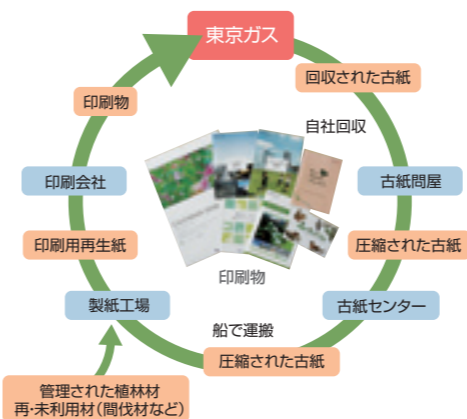 東京ガス
回収された古紙
自社回収
古紙問屋
圧縮された古紙
古紙センター
船で運搬
圧縮された古紙
製紙工場
管理された植林材
再・未利用材(間伐材など)
印刷用再生紙
印刷会社
印刷物
印刷物